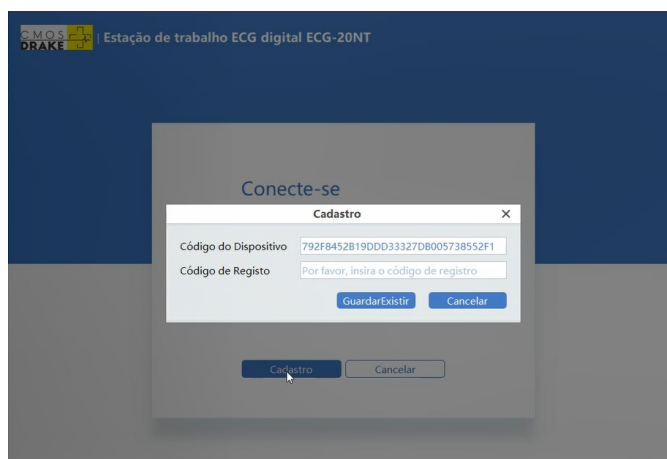 CMOS DRAKE | Estação de trabalho ECG digital ECG-20NT
Conecte-se
Cadastro X
Código do Dispositivo 792F8452B19DDD33327DB005738552F1
Código de Registo Por favor, insira o código de registro
GuardarExistir Cancelar
Cadastro Cancelar